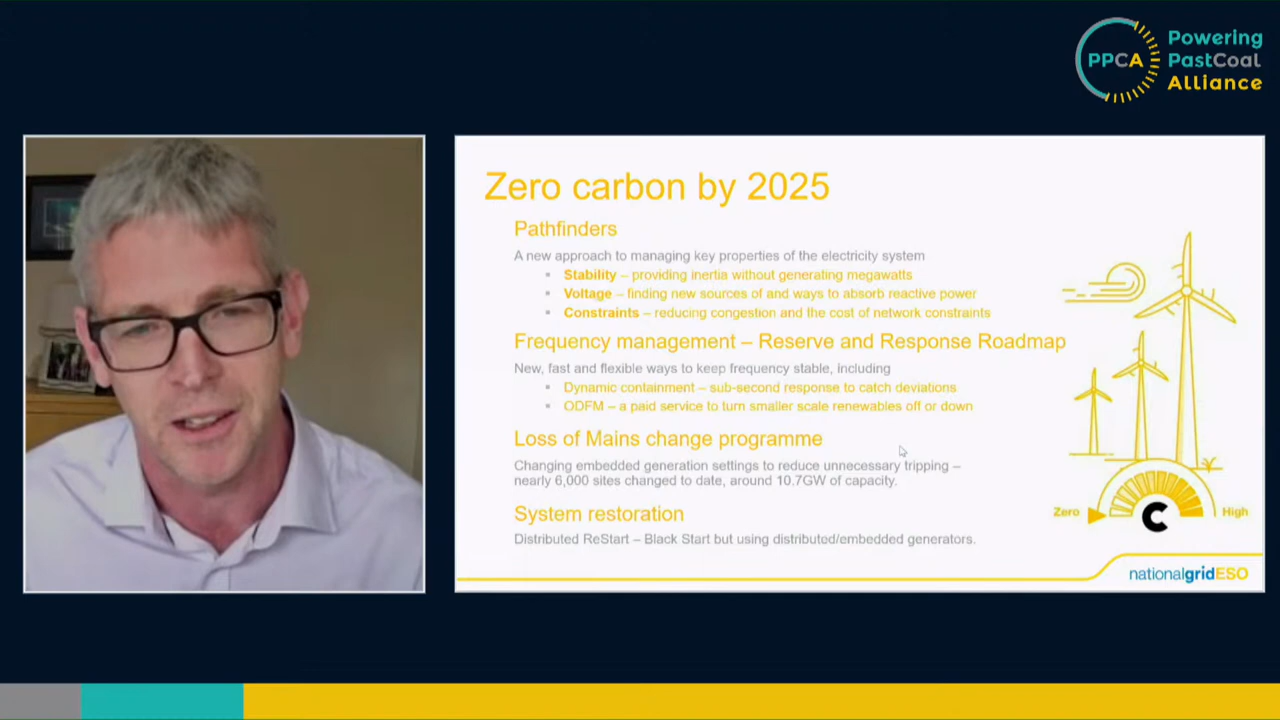 PPCA
Powering
PastCoal
Alliance
Zero carbon by 2025
Pathfinders
A new approach to managing key properties of the electricity system
▪ Stability – providing inertia without generating megawatts
▪ Voltage – finding new sources of and ways to absorb reactive power
▪ Constraints – reducing congestion and the cost of network constraints
Frequency management – Reserve and Response Roadmap
New, fast and flexible ways to keep frequency stable, including
▪ Dynamic containment – sub-second response to catch deviations
▪ ODFM – a paid service to turn smaller scale renewables off or down
Loss of Mains change programme
Changing embedded generation settings to reduce unnecessary tripping –
nearly 6,000 sites changed to date, around 10.7GW of capacity.
System restoration
Distributed ReStart – Black Start but using distributed/embedded generators.
Zero
C
High
nationalgridESO